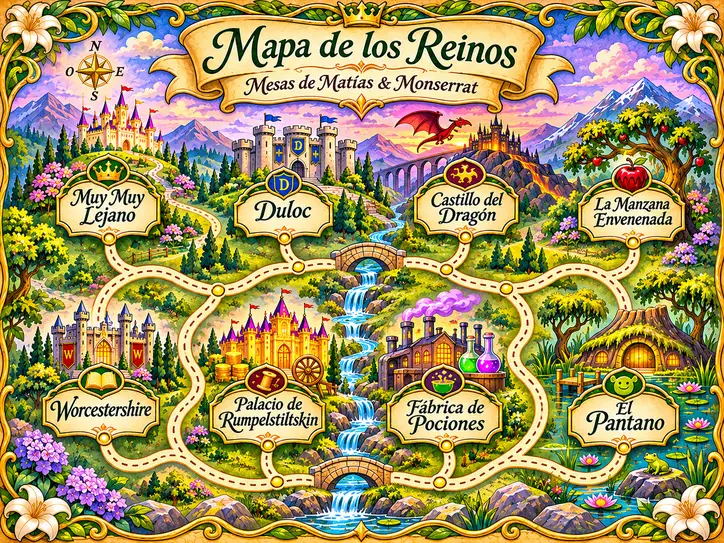 Mapa de los Reinos
Mesas de Matías & Monserrat
N
O E
S
D
Muy Muy
Lejano
D
Duloc
Castillo del
Dragón
La Manzana
Envenenada
W W
Worcestershire
Palacio de
Rumpelstiltskin
Fábrica de
Pociones
El
Pantano